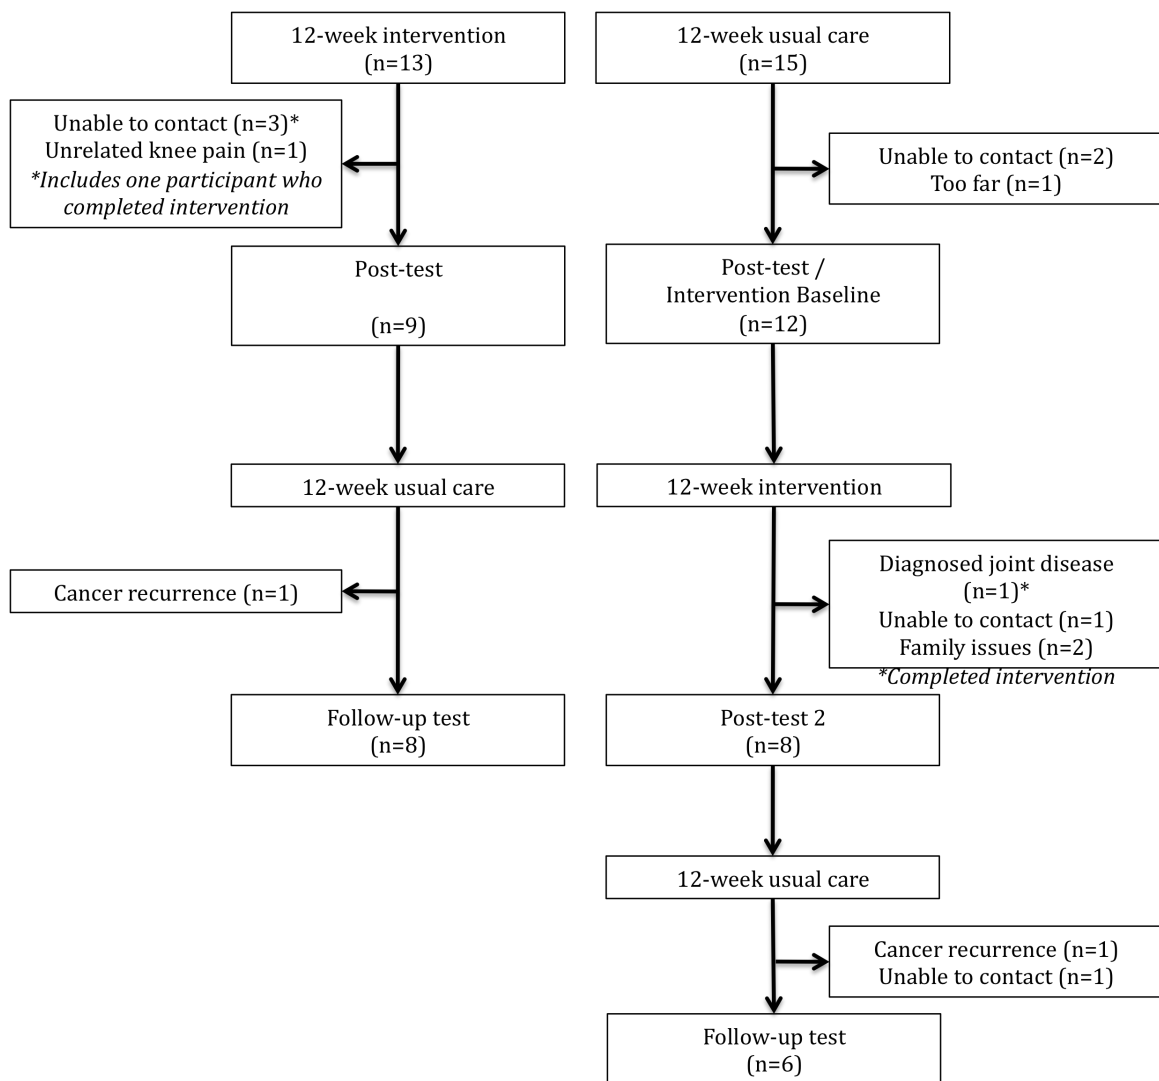 12-week intervention
(n=13)
12-week usual care
(n=15)
Unable to contact (n=3)*
Unrelated knee pain (n=1)
*Includes one participant who
completed intervention
Unable to contact (n=2)
Too far (n=1)
Post-test
(n=9)
Post-test /
Intervention Baseline
(n=12)
12-week usual care
12-week intervention
Cancer recurrence (n=1)
Diagnosed joint disease
(n=1)*
Unable to contact (n=1)
Family issues (n=2)
*Completed intervention
Follow-up test
(n=8)
Post-test 2
(n=8)
12-week usual care
Cancer recurrence (n=1)
Unable to contact (n=1)
Follow-up test
(n=6)